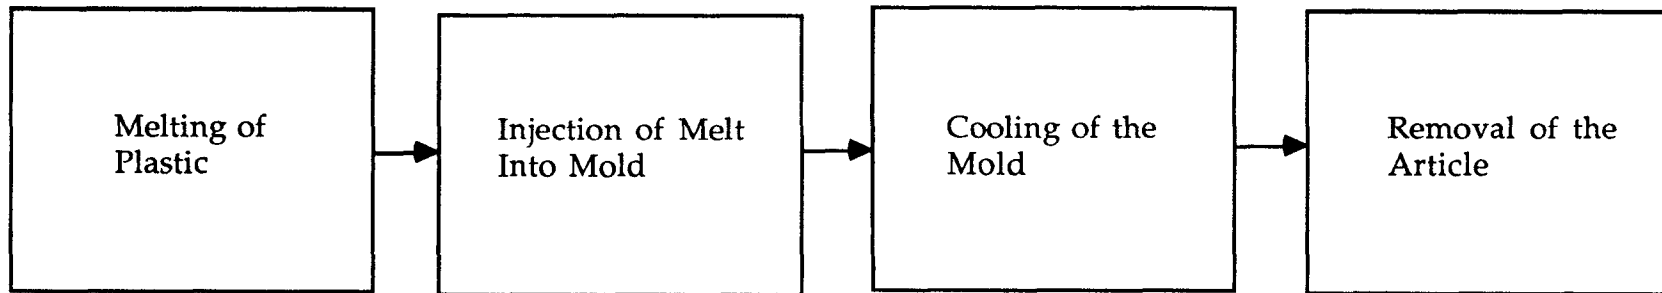 Melting of
Plastic
Injection of Melt
Into Mold
Cooling of the
Mold
Removal of the
Article